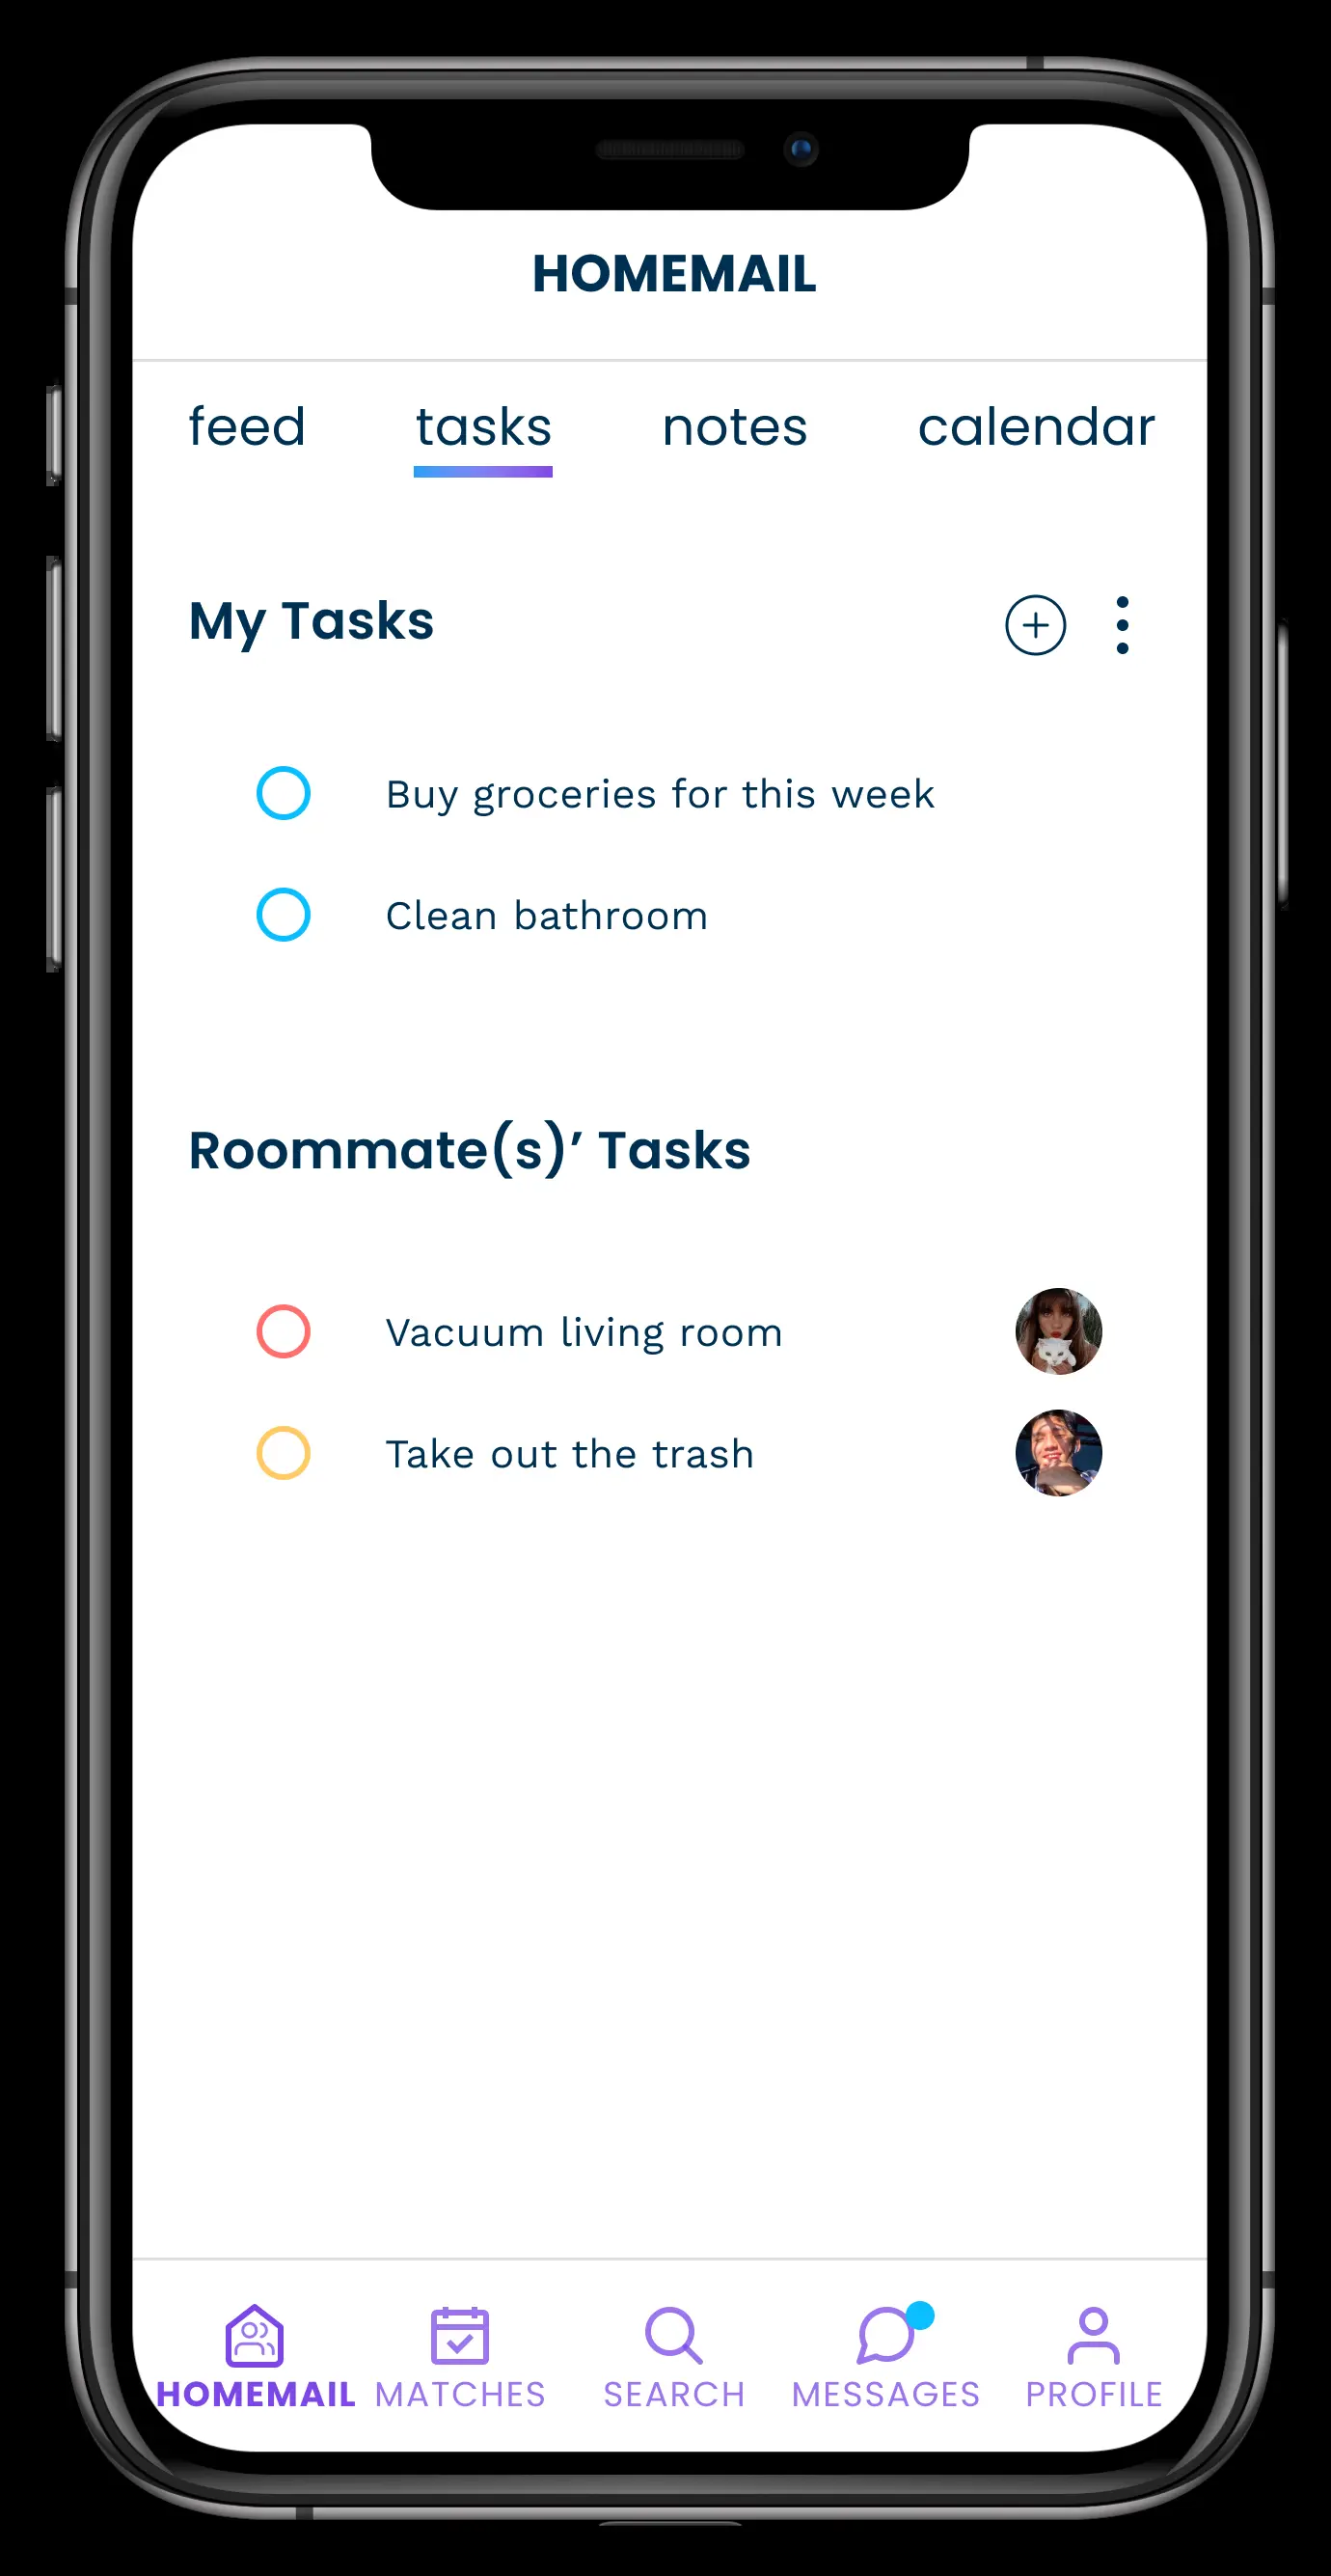 HOMEMAIL
feed tasks notes calendar
My Tasks
Buy groceries for this week
Clean bathroom
Roommate(s)’ Tasks
Vacuum living room
Take out the trash
HOMEMAIL MATCHES SEARCH MESSAGES PROFILE